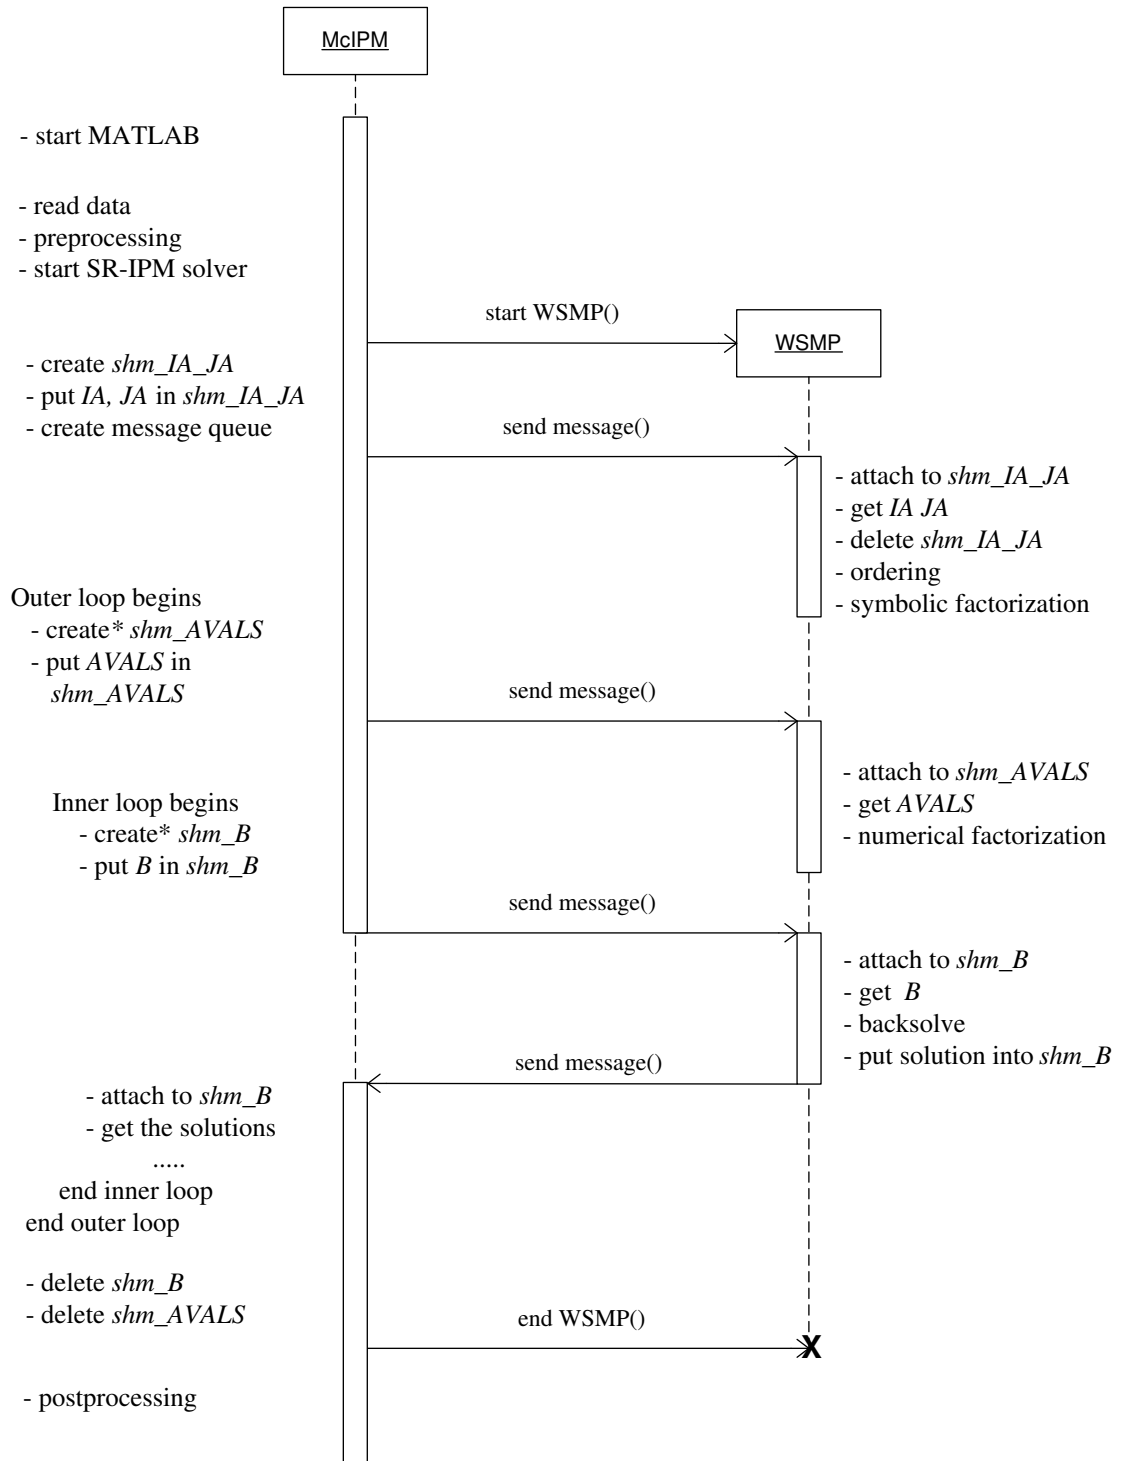 McIPM
- start MATLAB
- read data
- preprocessing
- start SR-IPM solver
start WSMP()
WSMP
- create shm_IA_JA
- put IA, JA in shm_IA_JA
- create message queue
send message()
- attach to shm_IA_JA
- get IA JA
- delete shm_IA_JA
- ordering
- symbolic factorization
Outer loop begins
- create* shm_AVALS
- put AVALS in
shm_AVALS
send message()
- attach to shm_AVALS
- get AVALS
- numerical factorization
Inner loop begins
- create* shm_B
- put B in shm_B
send message()
- attach to shm_B
- get B
- backsolve
- put solution into shm_B
send message()
- attach to shm_B
- get the solutions
.....
end inner loop
end outer loop
- delete shm_B
- delete shm_AVALS
end WSMP()
X
- postprocessing